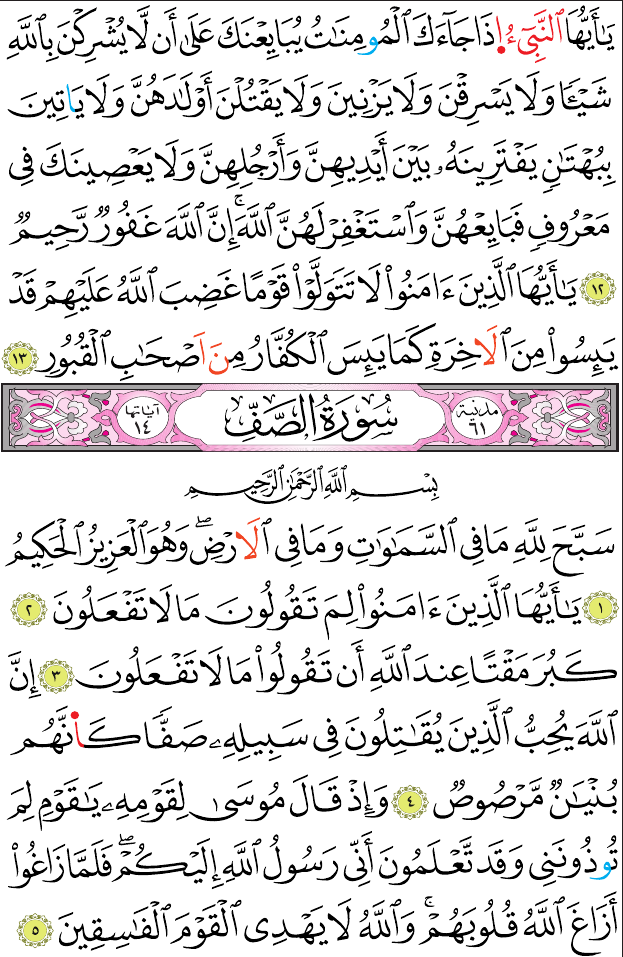 يَٰٓأَيُّهَا ٱلنَّبِيٓءُ اِ۬ذَا جَآءَكَ ٱلْمُومِنَٰتُ يُبَايِعْنَكَ عَلَىٰٓ أَن لَّا يُشْرِكْنَ بِٱللَّهِ
شَيْـًٔا وَلَا يَسْرِقْنَ وَلَا يَزْنِينَ وَلَا يَقْتُلْنَ أَوْلَٰدَهُنَّ وَلَا يَاتِينَ
بِبُهْتَٰنٍ يَفْتَرِينَهُۥ بَيْنَ أَيْدِيهِنَّ وَأَرْجُلِهِنَّ وَلَا يَعْصِينَكَ فِى
مَعْرُوفٍ فَبَايِعْهُنَّ وَٱسْتَغْفِرْ لَهُنَّ ٱللَّهَ ۚ إِنَّ ٱللَّهَ غَفُورٌ رَّحِيمٌ
١٢ يَٰٓأَيُّهَا ٱلَّذِينَ ءَامَنُوا۟ لَا تَتَوَلَّوْا۟ قَوْمًا غَضِبَ ٱللَّهُ عَلَيْهِمْ قَدْ
يَئِسُوا۟ مِنَ ٱلَاخِرَةِ كَمَا يَئِسَ ٱلْكُفَّارُ مِنَ اَصْحَٰبِ ٱلْقُبُورِ ١٣
مدنية ٦١ سُورَةُ ٱلصَّفِّ آياتها ١٤
بِسْمِ ٱللَّهِ ٱلرَّحْمَٰنِ ٱلرَّحِيمِ
سَبَّحَ لِلَّهِ مَا فِى ٱلسَّمَٰوَٰتِ وَمَا فِى ٱلَارْضِ ۖ وَهُوَ ٱلْعَزِيزُ ٱلْحَكِيمُ
١ يَٰٓأَيُّهَا ٱلَّذِينَ ءَامَنُوا۟ لِمَ تَقُولُونَ مَا لَا تَفْعَلُونَ ٢
كَبُرَ مَقْتًا عِندَ ٱللَّهِ أَن تَقُولُوا۟ مَا لَا تَفْعَلُونَ ٣ إِنَّ
ٱللَّهَ يُحِبُّ ٱلَّذِينَ يُقَٰتِلُونَ فِى سَبِيلِهِۦ صَفًّا كَأَنَّهُم
بُنْيَٰنٌ مَّرْصُوصٌ ٤ وَإِذْ قَالَ مُوسَىٰ لِقَوْمِهِۦ يَٰقَوْمِ لِمَ
تُوذُونَنِى وَقَد تَّعْلَمُونَ أَنِّى رَسُولُ ٱللَّهِ إِلَيْكُمْ ۖ فَلَمَّا زَاغُوٓا۟
أَزَاغَ ٱللَّهُ قُلُوبَهُمْ ۚ وَٱللَّهُ لَا يَهْدِى ٱلْقَوْمَ ٱلْفَٰسِقِينَ ٥